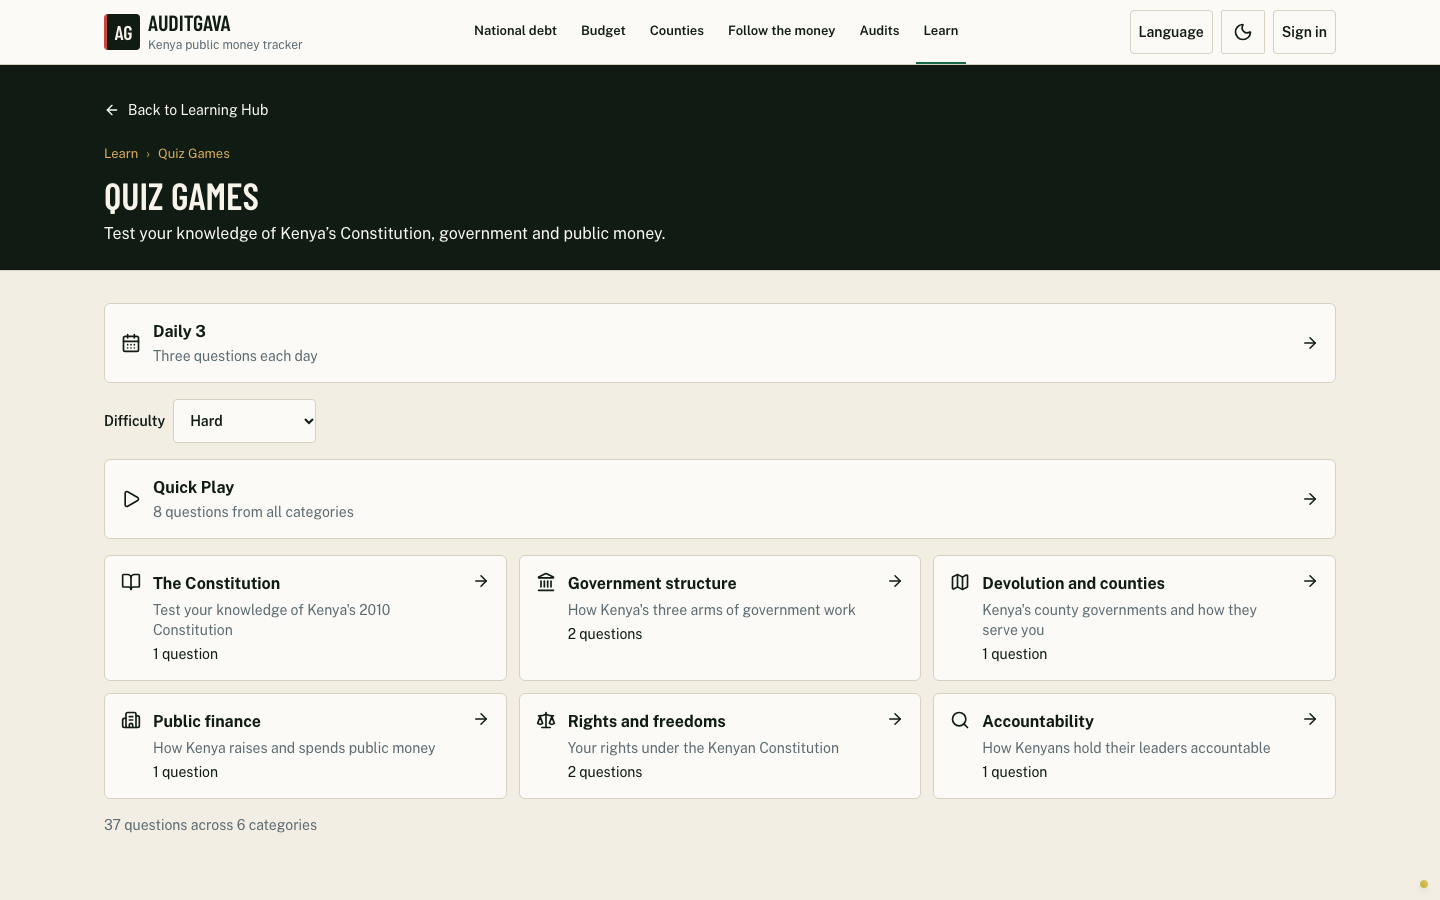 AG
AUDITGAVA
Kenya public money tracker
National debt
Budget
Counties
Follow the money
Audits
Learn
Language
Sign in
Back to Learning Hub
Learn › Quiz Games
QUIZ GAMES
Test your knowledge of Kenya’s Constitution, government and public money.
Daily 3
Three questions each day
Difficulty
Hard
Quick Play
8 questions from all categories
The Constitution
Test your knowledge of Kenya's 2010
Constitution
1 question
Government structure
How Kenya's three arms of government work
2 questions
Devolution and counties
Kenya's county governments and how they
serve you
1 question
Public finance
How Kenya raises and spends public money
1 question
Rights and freedoms
Your rights under the Kenyan Constitution
2 questions
Accountability
How Kenyans hold their leaders accountable
1 question
37 questions across 6 categories